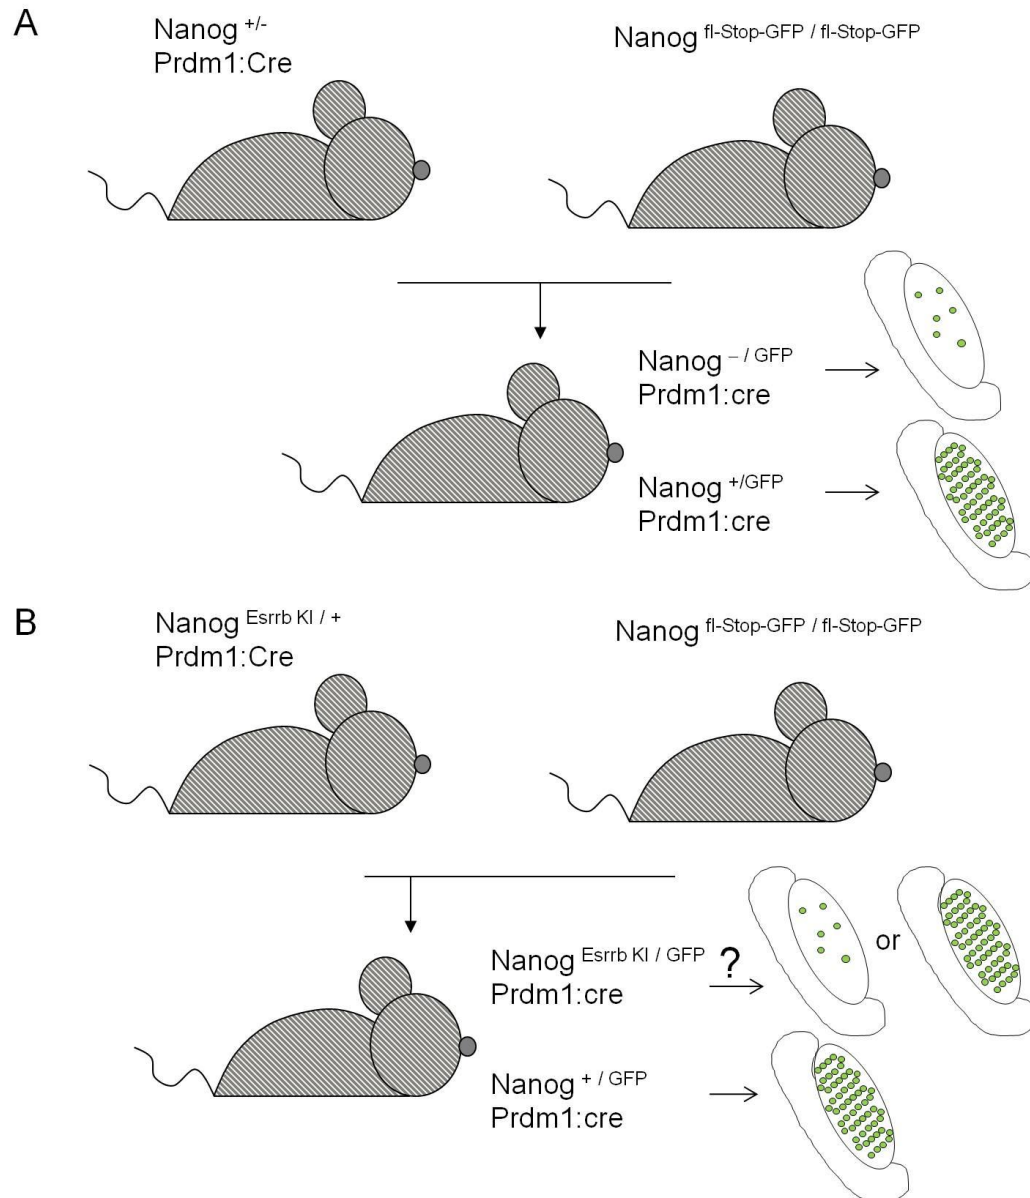 A
Nanog +/-
Prdm1:Cre
Nanog fl-Stop-GFP / fl-Stop-GFP
Nanog – / GFP
Prdm1:cre
Nanog +/GFP
Prdm1:cre
B
Nanog Esrrb KI / +
Prdm1:Cre
Nanog fl-Stop-GFP / fl-Stop-GFP
Nanog Esrrb KI / GFP ?
Prdm1:cre
or
Nanog + / GFP
Prdm1:cre